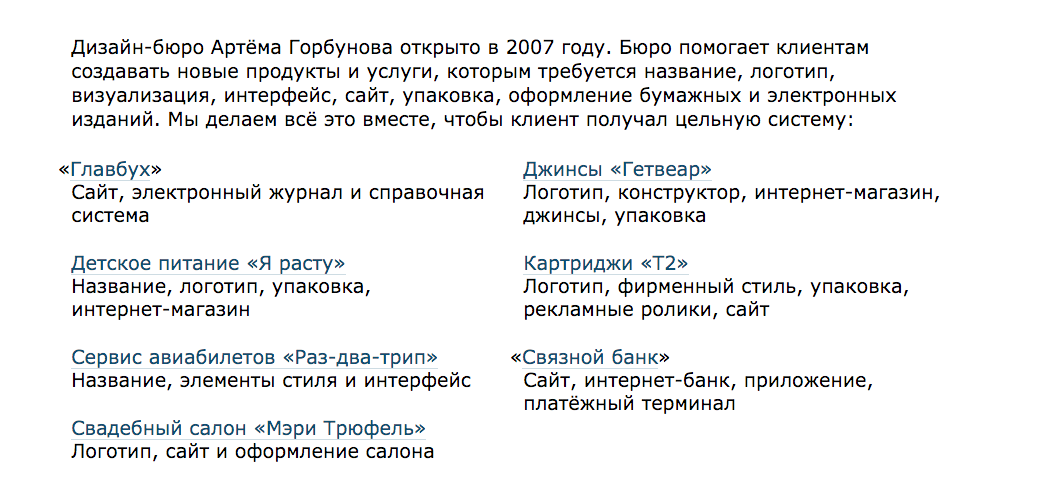 Дизайн-бюро Артёма Горбунова открыто в 2007 году. Бюро помогает клиентам
создавать новые продукты и услуги, которым требуется название, логотип,
визуализация, интерфейс, сайт, упаковка, оформление бумажных и электронных
изданий. Мы делаем всё это вместе, чтобы клиент получал цельную систему:
«Главбух»
Сайт, электронный журнал и справочная
система
Детское питание «Я расту»
Название, логотип, упаковка,
интернет-магазин
Сервис авиабилетов «Раз-два-трип»
Название, элементы стиля и интерфейс
Свадебный салон «Мэри Трюфель»
Логотип, сайт и оформление салона
Джинсы «Гетвеар»
Логотип, конструктор, интернет-магазин,
джинсы, упаковка
Картриджи «Т2»
Логотип, фирменный стиль, упаковка,
рекламные ролики, сайт
«Связной банк»
Сайт, интернет-банк, приложение,
платёжный терминал